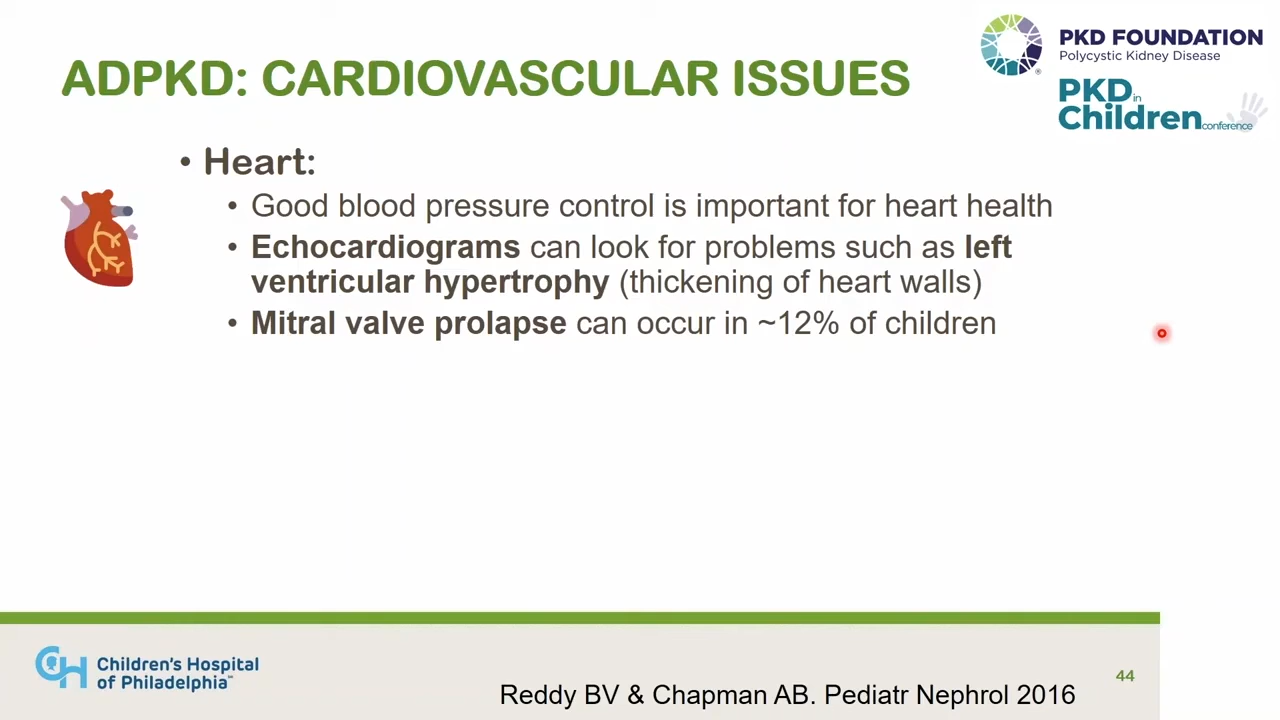 PKD FOUNDATION
Polycystic Kidney Disease
PKD in
Children conference
ADPKD: CARDIOVASCULAR ISSUES
• Heart:
• Good blood pressure control is important for heart health
• Echocardiograms can look for problems such as left
ventricular hypertrophy (thickening of heart walls)
• Mitral valve prolapse can occur in ~12% of children
CH Children's Hospital
of Philadelphia™
44
Reddy BV & Chapman AB. Pediatr Nephrol 2016